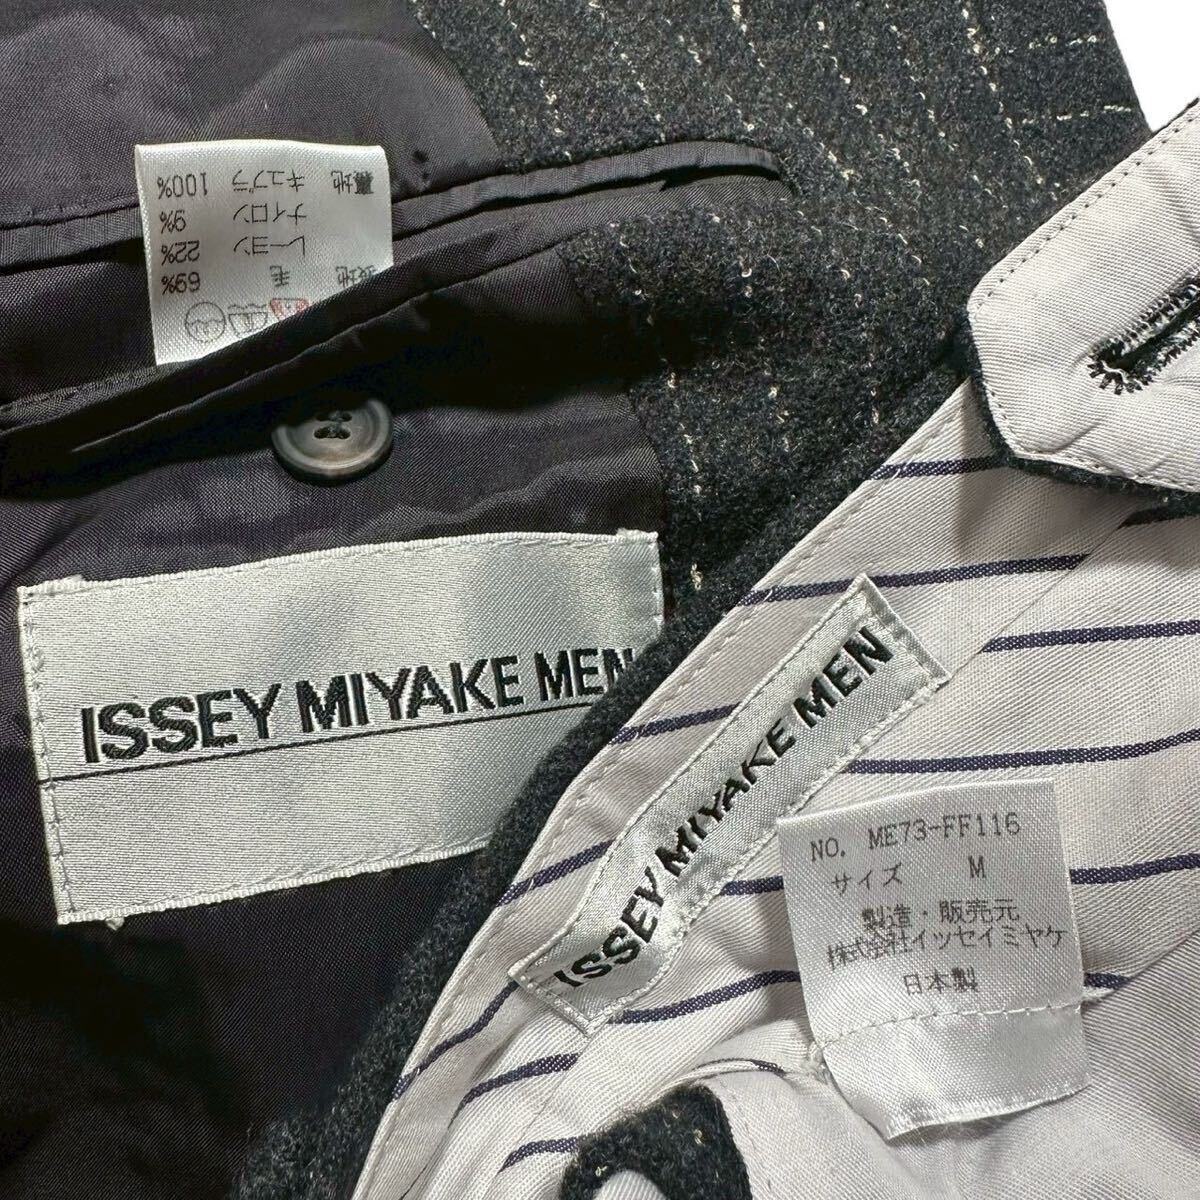 表地 毛 69%
レーヨン 22%
ナイロン 9%
裏地 キュプラ 100%
ISSEY MIYAKE MEN
ISSEY MIYAKE MEN
NO. ME73-FF116
サイズ M
製造・販売元
株式会社イッセイミヤケ
日本製